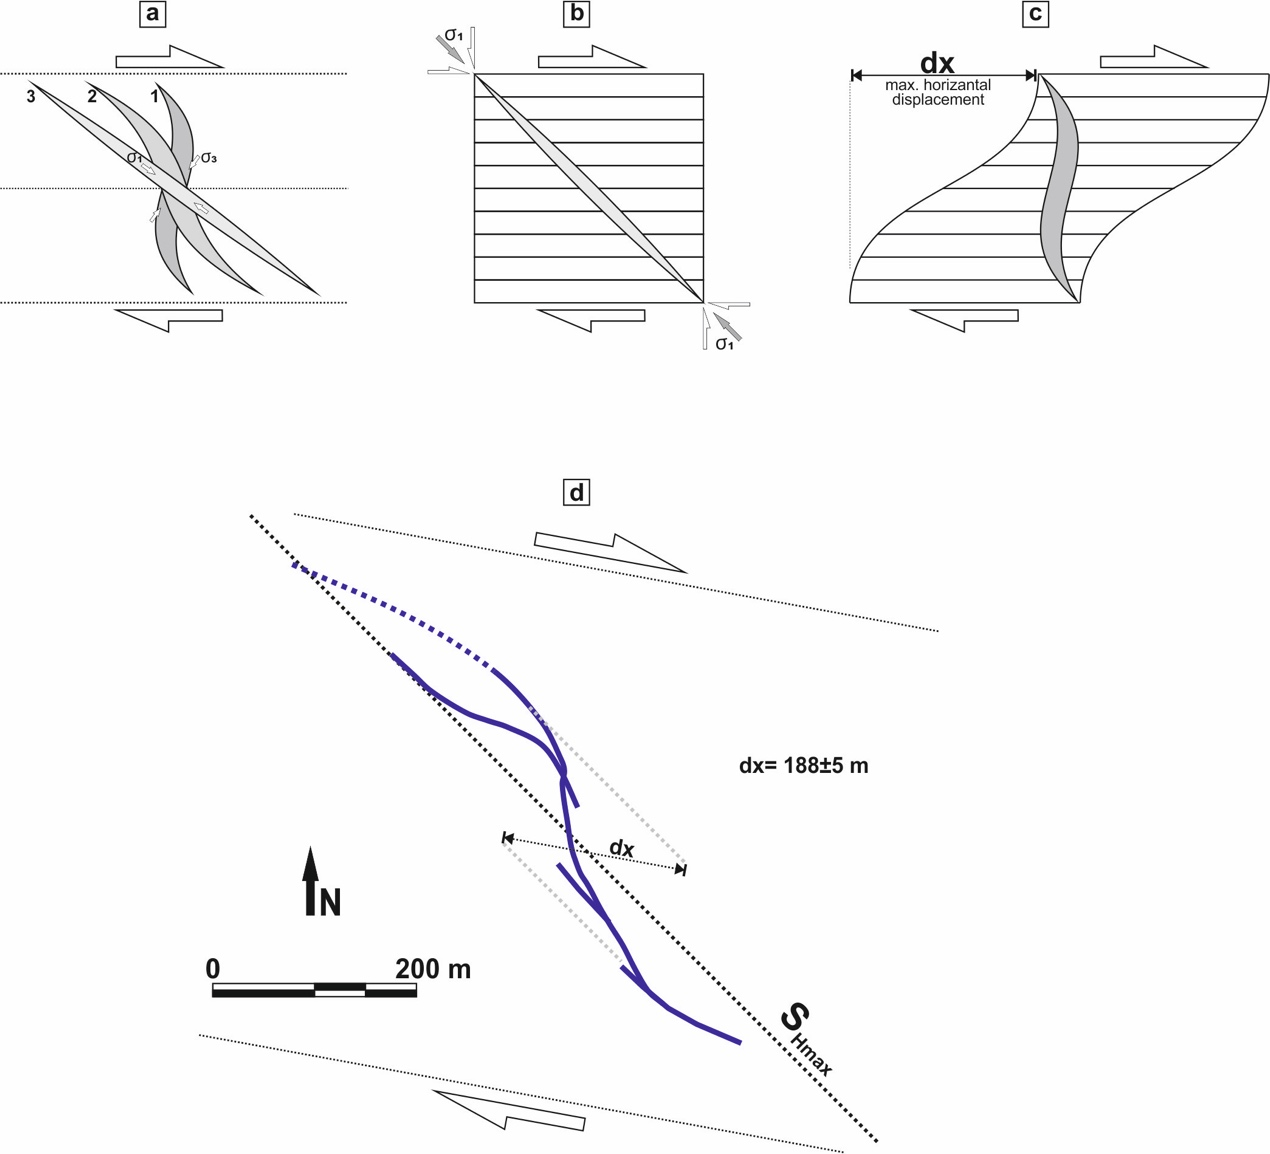 a
b
c
3
2
1
σ₁
σ₃
σ₁
σ₁
dx
max. horizantal
displacement
d
dx= 188±5 m
dx
N
0 200 m
SHmax